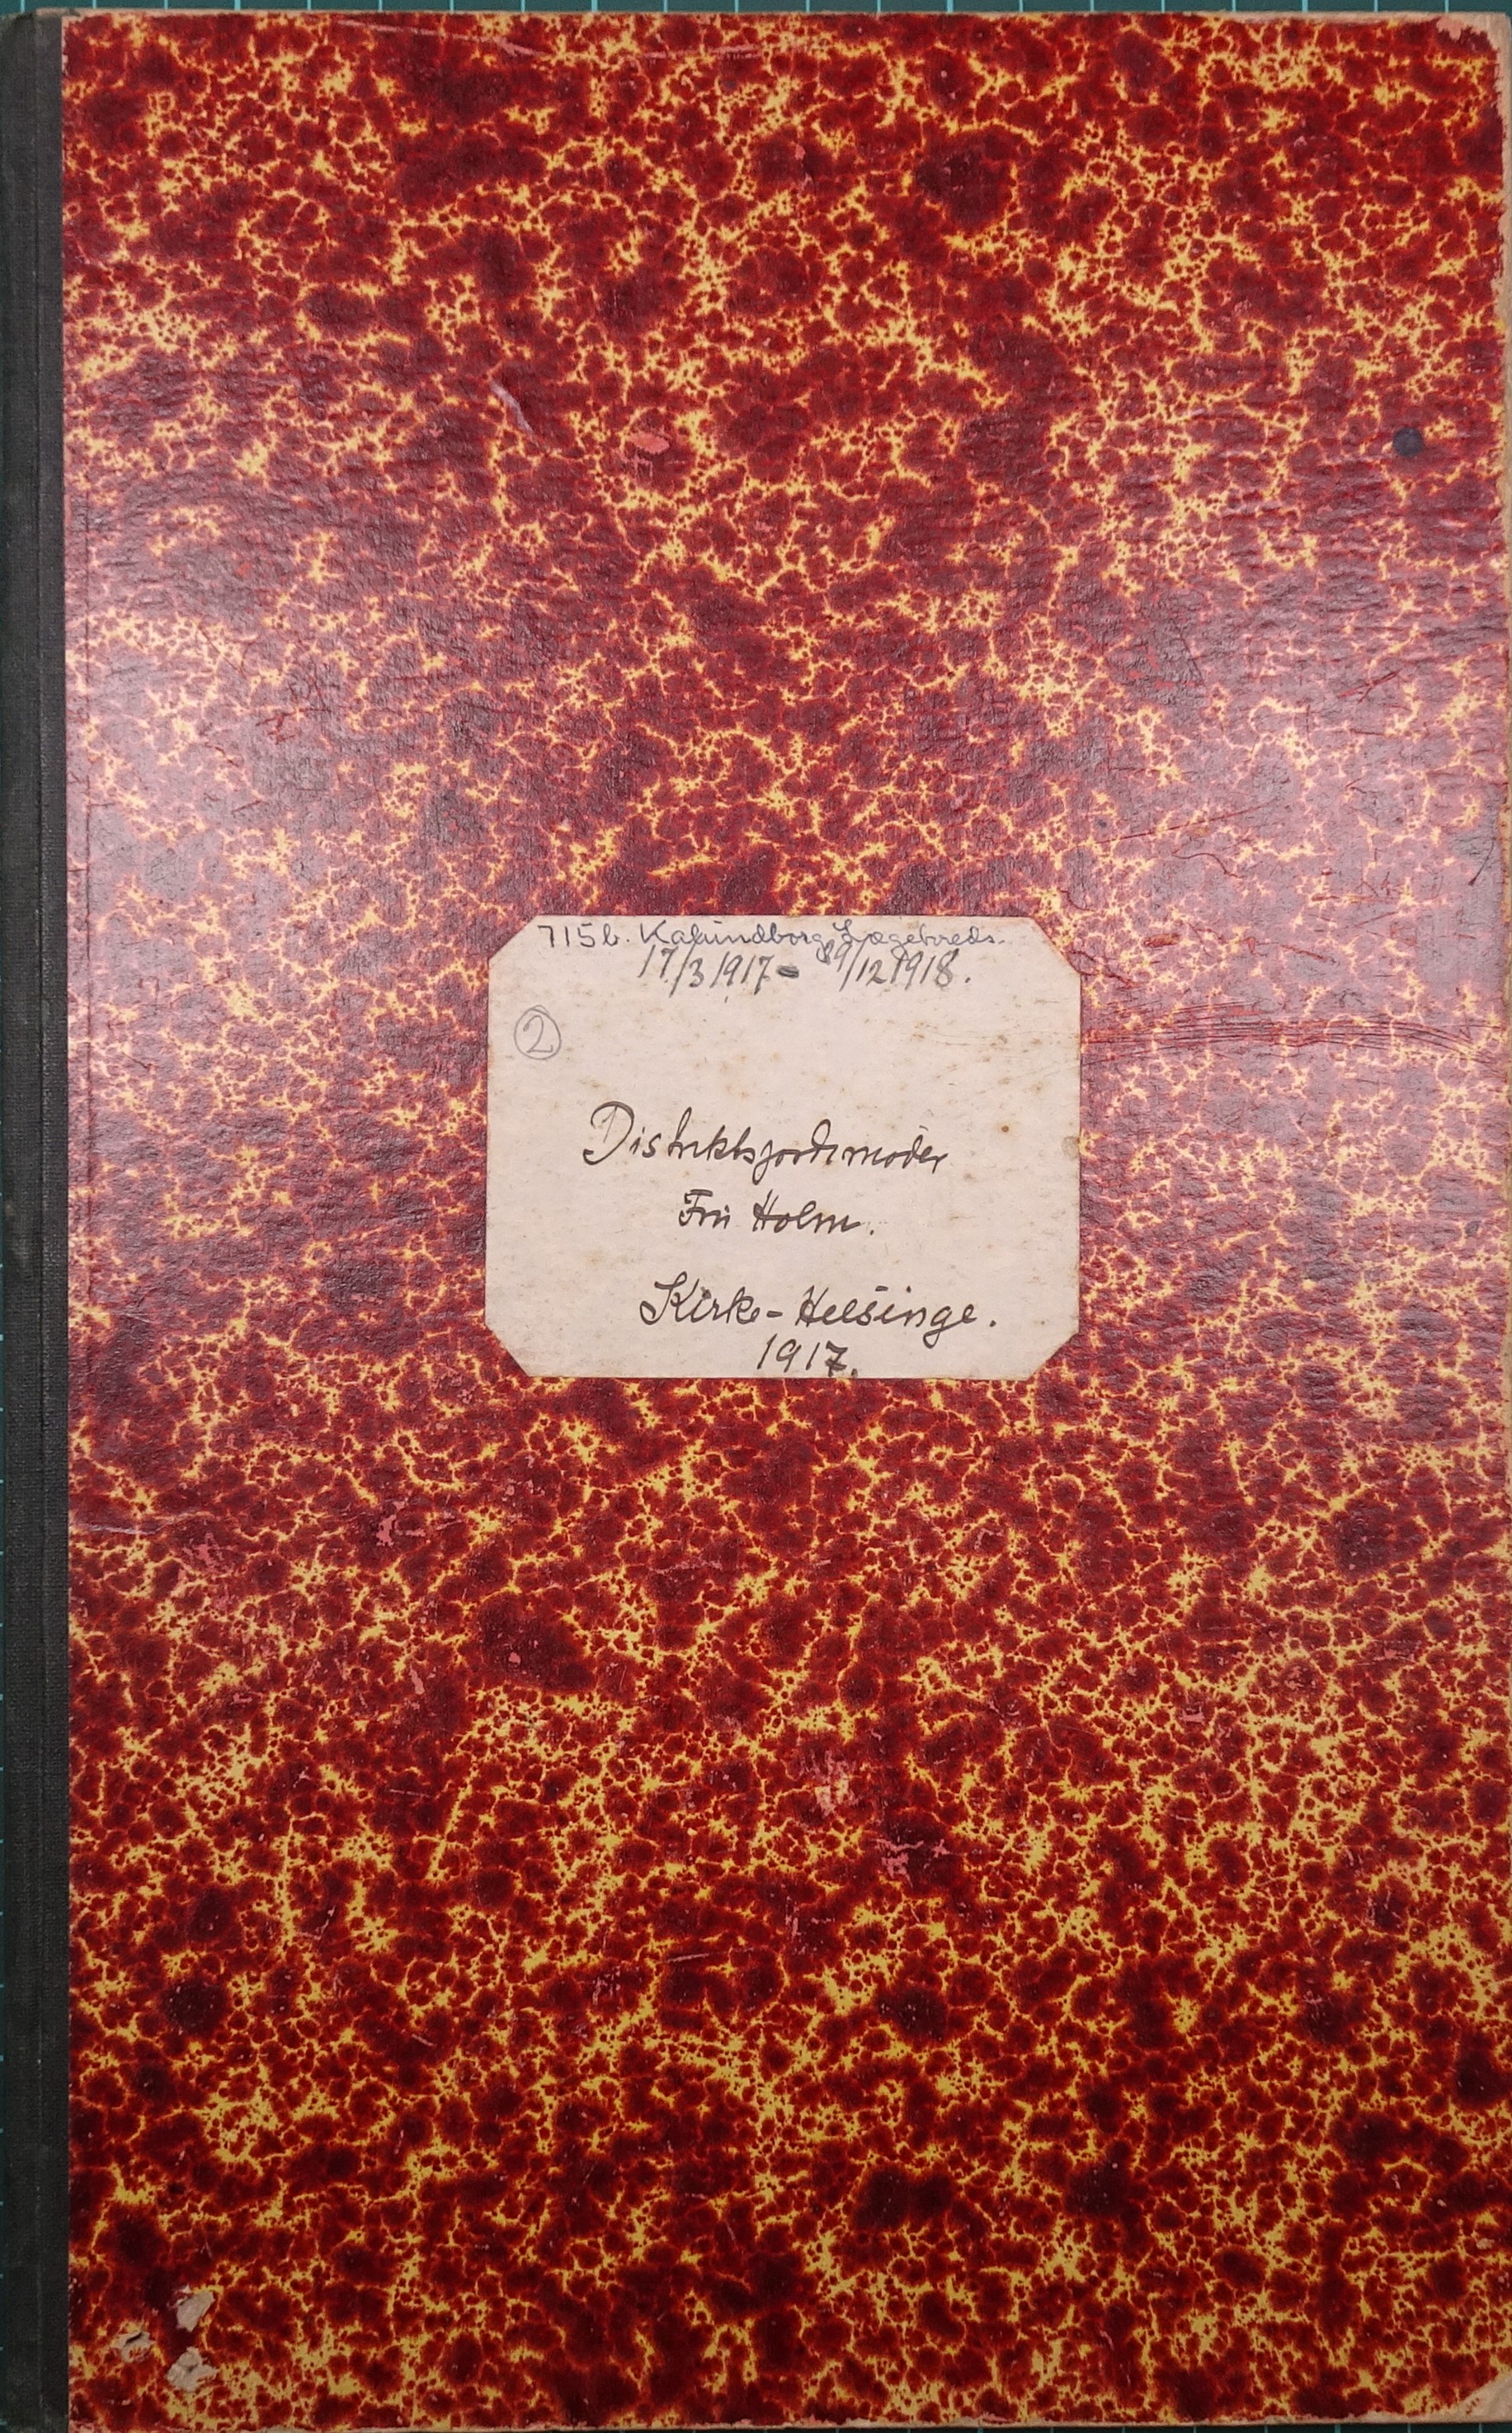 715b. Kalundborg Lægekreds.
17/3 1917 - 29/12 1918.
2
Distriktsjordemoder
Fru Holm.
Kirke-Helsinge.
1917.